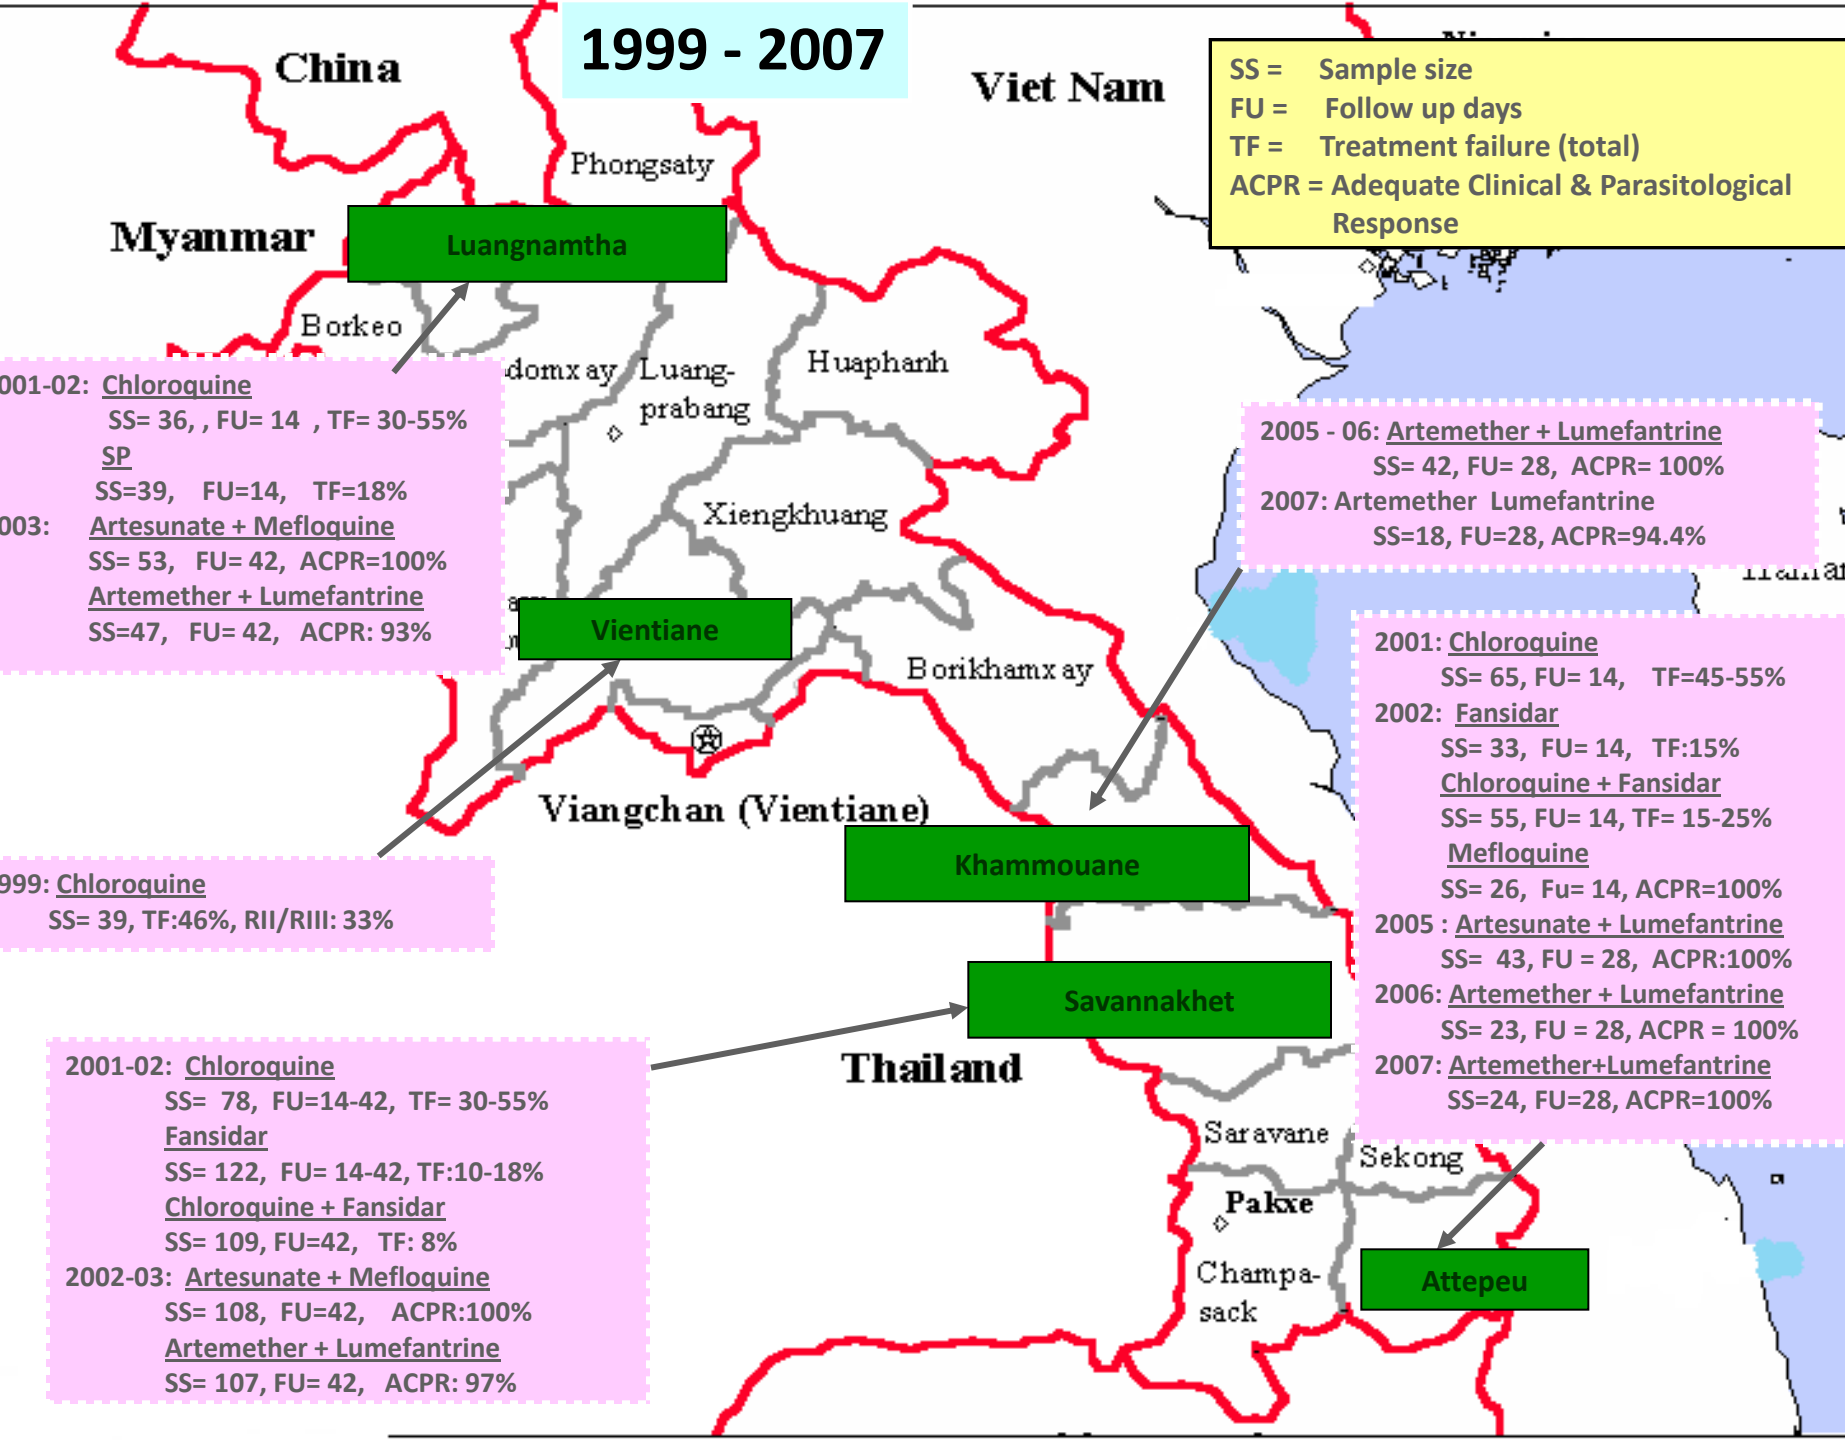 1999 - 2007
China
Viet Nam
SS = Sample size
FU = Follow up days
TF = Treatment failure (total)
ACPR = Adequate Clinical & Parasitological
Response
Phongsaty
Myanmar
Luangnamtha
Borkeo
domxay
Luang-
prabang
Huaphanh
001-02: Chloroquine
SS= 36, , FU= 14 , TF= 30-55%
SP
SS=39, FU=14, TF=18%
003: Artesunate + Mefloquine
SS= 53, FU= 42, ACPR=100%
Artemether + Lumefantrine
SS=47, FU= 42, ACPR: 93%
2005 - 06: Artemether + Lumefantrine
SS= 42, FU= 28, ACPR= 100%
2007: Artemether Lumefantrine
SS=18, FU=28, ACPR=94.4%
Xiengkhuang
Vientiane
Borikhamxay
2001: Chloroquine
SS= 65, FU= 14, TF=45-55%
2002: Fansidar
SS= 33, FU= 14, TF:15%
Chloroquine + Fansidar
SS= 55, FU= 14, TF= 15-25%
Mefloquine
SS= 26, Fu= 14, ACPR=100%
2005 : Artesunate + Lumefantrine
SS= 43, FU = 28, ACPR:100%
2006: Artemether + Lumefantrine
SS= 23, FU = 28, ACPR = 100%
2007: Artemether+Lumefantrine
SS=24, FU=28, ACPR=100%
Viangchan (Vientiane)
Khammouane
999: Chloroquine
SS= 39, TF:46%, RII/RIII: 33%
Savannakhet
Thailand
2001-02: Chloroquine
SS= 78, FU=14-42, TF= 30-55%
Fansidar
SS= 122, FU= 14-42, TF:10-18%
Chloroquine + Fansidar
SS= 109, FU=42, TF: 8%
2002-03: Artesunate + Mefloquine
SS= 108, FU=42, ACPR:100%
Artemether + Lumefantrine
SS= 107, FU= 42, ACPR: 97%
Saravane
Sekong
Pakxe
Champa-
sack
Attepeu